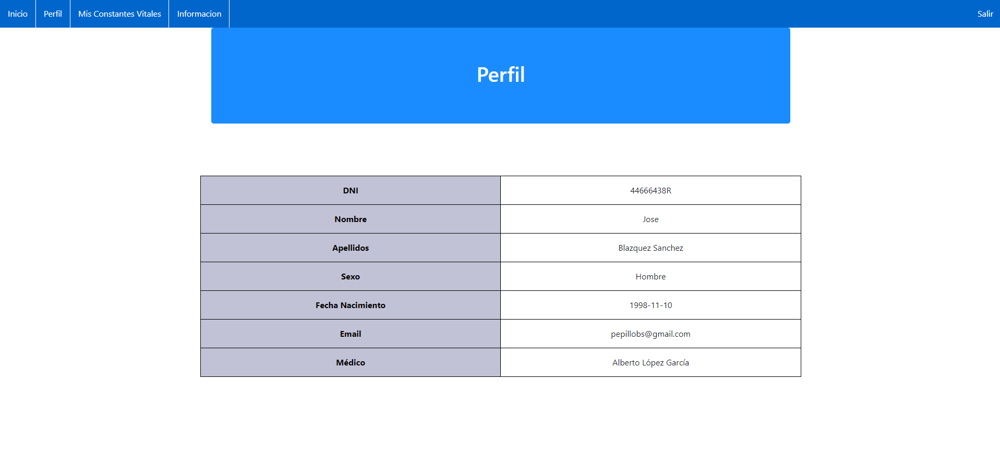 Inicio Perfil Mis Constantes Vitales Informacion Salir
Perfil
DNI 44666438R
Nombre Jose
Apellidos Blazquez Sanchez
Sexo Hombre
Fecha Nacimiento 1998-11-10
Email pepillobs@gmail.com
Médico Alberto López García